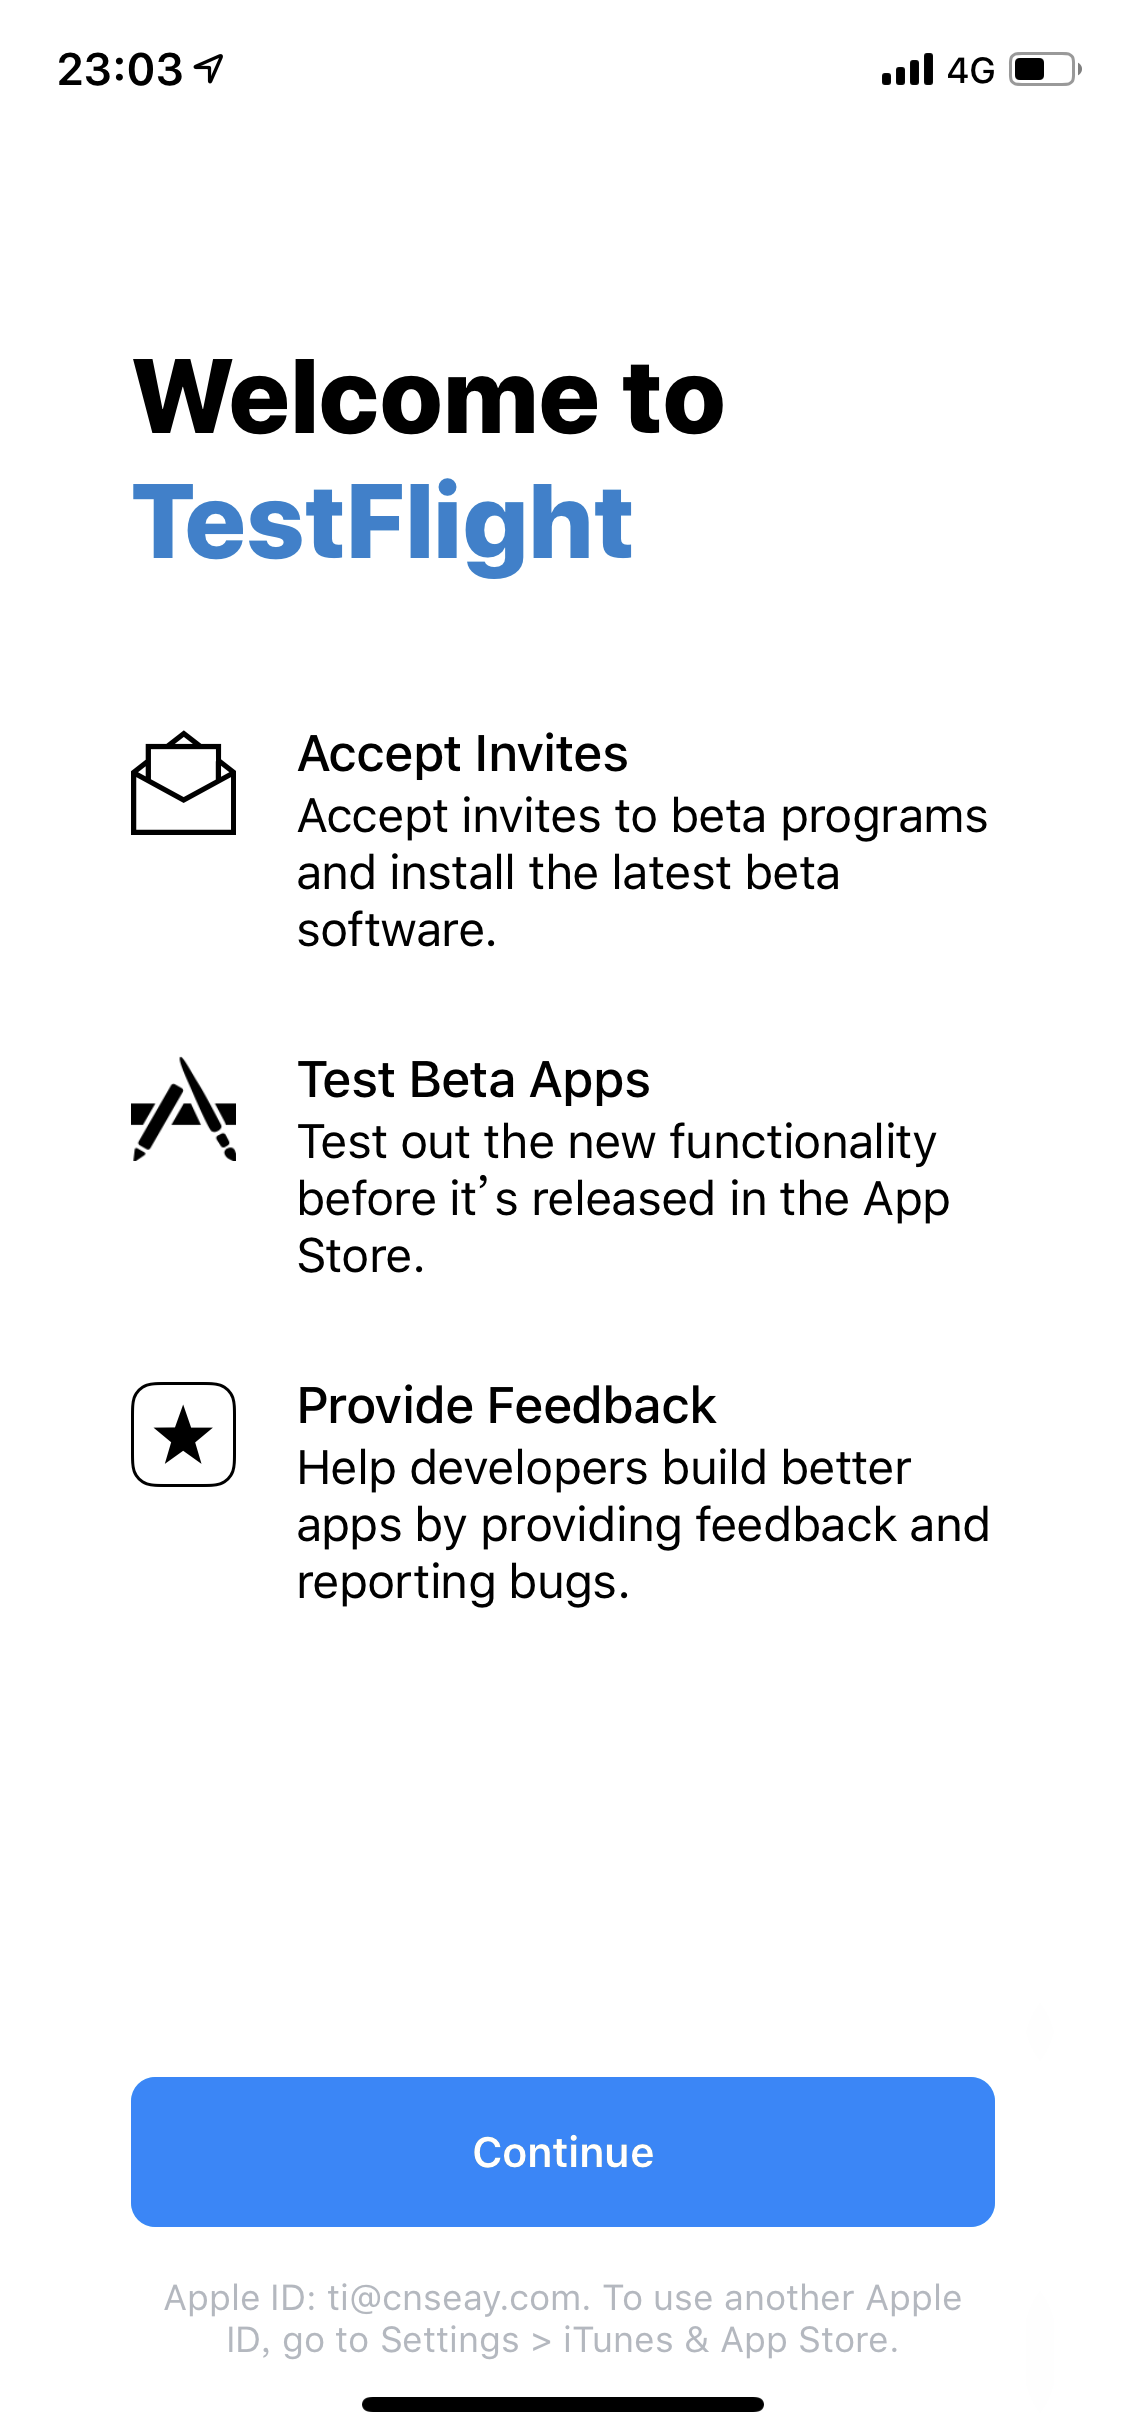 23:03
4G
Welcome to
TestFlight
Accept Invites
Accept invites to beta programs
and install the latest beta
software.
Test Beta Apps
Test out the new functionality
before it’s released in the App
Store.
Provide Feedback
Help developers build better
apps by providing feedback and
reporting bugs.
Continue
Apple ID: ti@cnseay.com. To use another Apple
ID, go to Settings > iTunes & App Store.